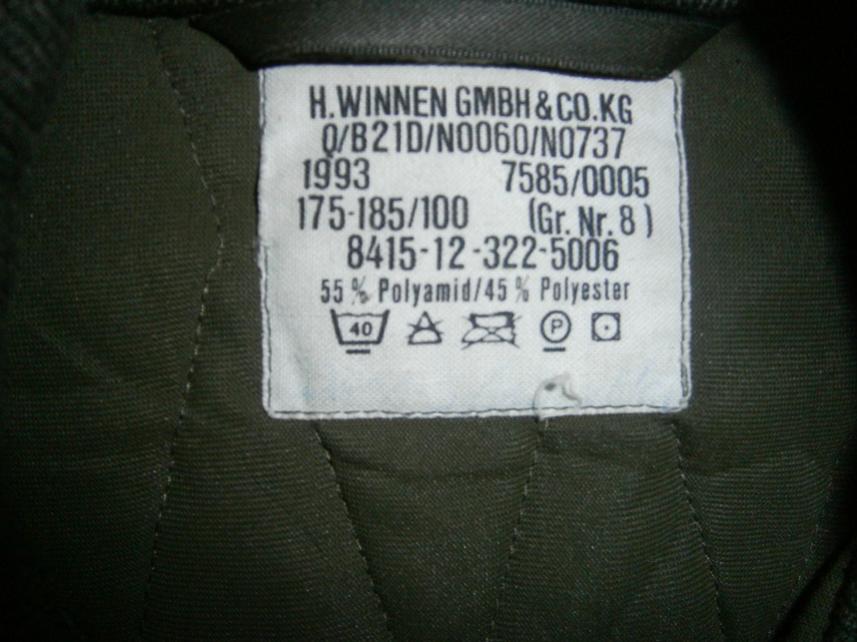 H.WINNEN GMBH & CO.KG
Q/B21D/N0060/N0737
1993 7585/0005
175-185/100 (Gr. Nr. 8)
8415-12-322-5006
55 % Polyamid/45 % Polyester
40 A P